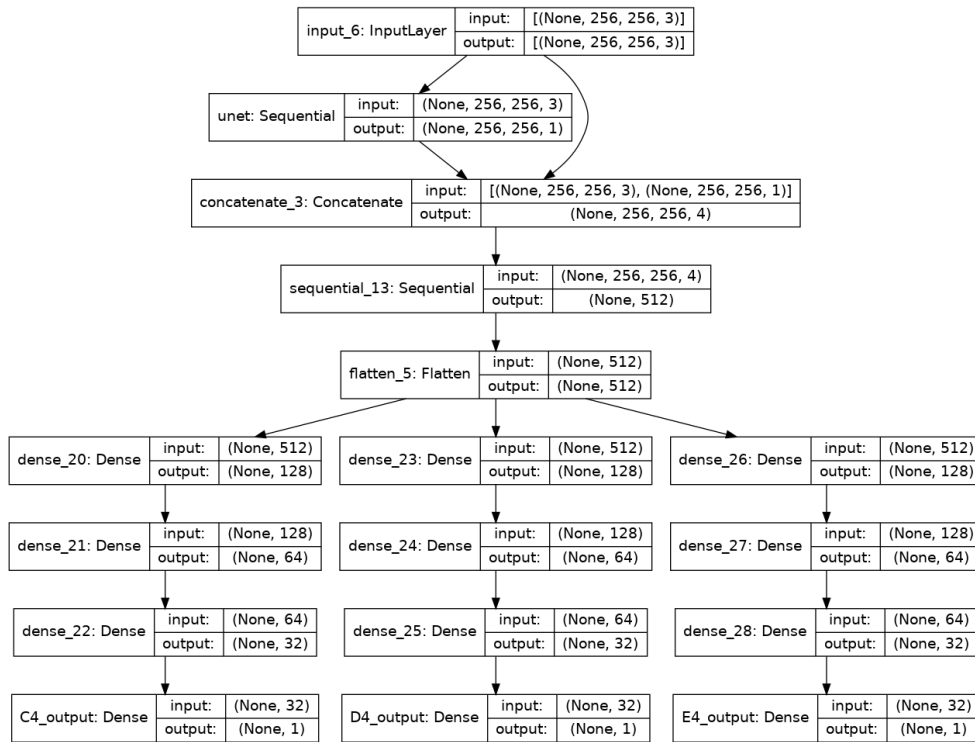 input_6: InputLayer
input:
[(None, 256, 256, 3)]
output:
[(None, 256, 256, 3)]
unet: Sequential
input:
(None, 256, 256, 3)
output:
(None, 256, 256, 1)
concatenate_3: Concatenate
input:
[(None, 256, 256, 3), (None, 256, 256, 1)]
output:
(None, 256, 256, 4)
sequential_13: Sequential
input:
(None, 256, 256, 4)
output:
(None, 512)
flatten_5: Flatten
input:
(None, 512)
output:
(None, 512)
dense_20: Dense
input:
(None, 512)
output:
(None, 128)
dense_23: Dense
input:
(None, 512)
output:
(None, 128)
dense_26: Dense
input:
(None, 512)
output:
(None, 128)
dense_21: Dense
input:
(None, 128)
output:
(None, 64)
dense_24: Dense
input:
(None, 128)
output:
(None, 64)
dense_27: Dense
input:
(None, 128)
output:
(None, 64)
dense_22: Dense
input:
(None, 64)
output:
(None, 32)
dense_25: Dense
input:
(None, 64)
output:
(None, 32)
dense_28: Dense
input:
(None, 64)
output:
(None, 32)
C4_output: Dense
input:
(None, 32)
output:
(None, 1)
D4_output: Dense
input:
(None, 32)
output:
(None, 1)
E4_output: Dense
input:
(None, 32)
output:
(None, 1)